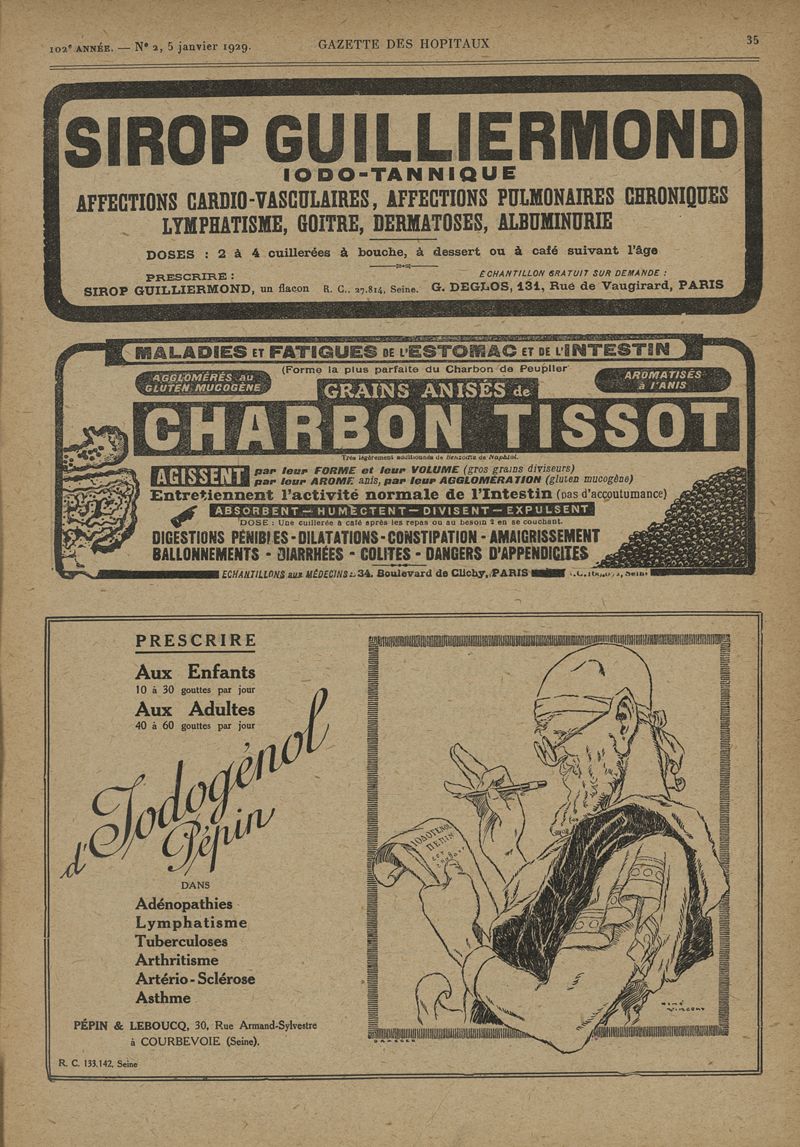 102e ANNÉE. — No 2, 5 janvier 1929.
GAZETTE DES HOPITAUX
35
SIROP GUILLIERMOND
IODO-TANNIQUE
AFFECTIONS CARDIO-VASCULAIRES, AFFECTIONS PULMONAIRES CHRONIQUES
LYMPHATISME, GOITRE, DERMATOSES, ALBUMINURIE
DOSES : 2 à 4 cuillerées à bouche, à dessert ou à café suivant l'âge
PRESCRIRE :
SIROP GUILLIERMOND, un flacon R. C.. 27.814, Seine.
ÉCHANTILLON GRATUIT SUR DEMANDE :
G. DEGLOS, 131, Rue de Vaugirard, PARIS
MALADIES ET FATIGUES DE L'ESTOMAC ET DE L'INTESTIN
(Forme la plus parfaite du Charbon de Peuplier
AGGLOMÉRÉS au
GLUTEN MUCOGÈNE
AROMATISÉS
à l'ANIS
GRAINS ANISÉS de
CHARBON TISSOT
Très légèrement additionnés de Benzoate de Naphtol.
AGISSENT par leur FORME et leur VOLUME (gros grains diviseurs)
par leur AROME anis, par leur AGGLOMÉRATION (gluten mucogène)
Entretiennent l'activité normale de l'Intestin (pas d'accoutumance)
ABSORBENT — HUMECTENT — DIVISENT — EXPULSENT
DOSE : Une cuillerée à café après les repas ou au besoin 2 en se couchant.
DIGESTIONS PÉNIBLES - DILATATIONS - CONSTIPATION - AMAIGRISSEMENT
BALLONNEMENTS - DIARRHÉES - COLITES - DANGERS D'APPENDICITES
ECHANTILLONS aux MÉDECINS : 34. Boulevard de Clichy, PARIS
PRESCRIRE
Aux Enfants
10 à 30 gouttes par jour
Aux Adultes
40 à 60 gouttes par jour
d'Iodogénol
Pépin
DANS
Adénopathies
Lymphatisme
Tuberculoses
Arthritisme
Artério-Sclérose
Asthme
PÉPIN & LEBOUCQ, 30, Rue Armand-Sylvestre
à COURBEVOIE (Seine).
R. C. 133.142, Seine
PEPIN
RENÉ
VINCENT
DRAEGER